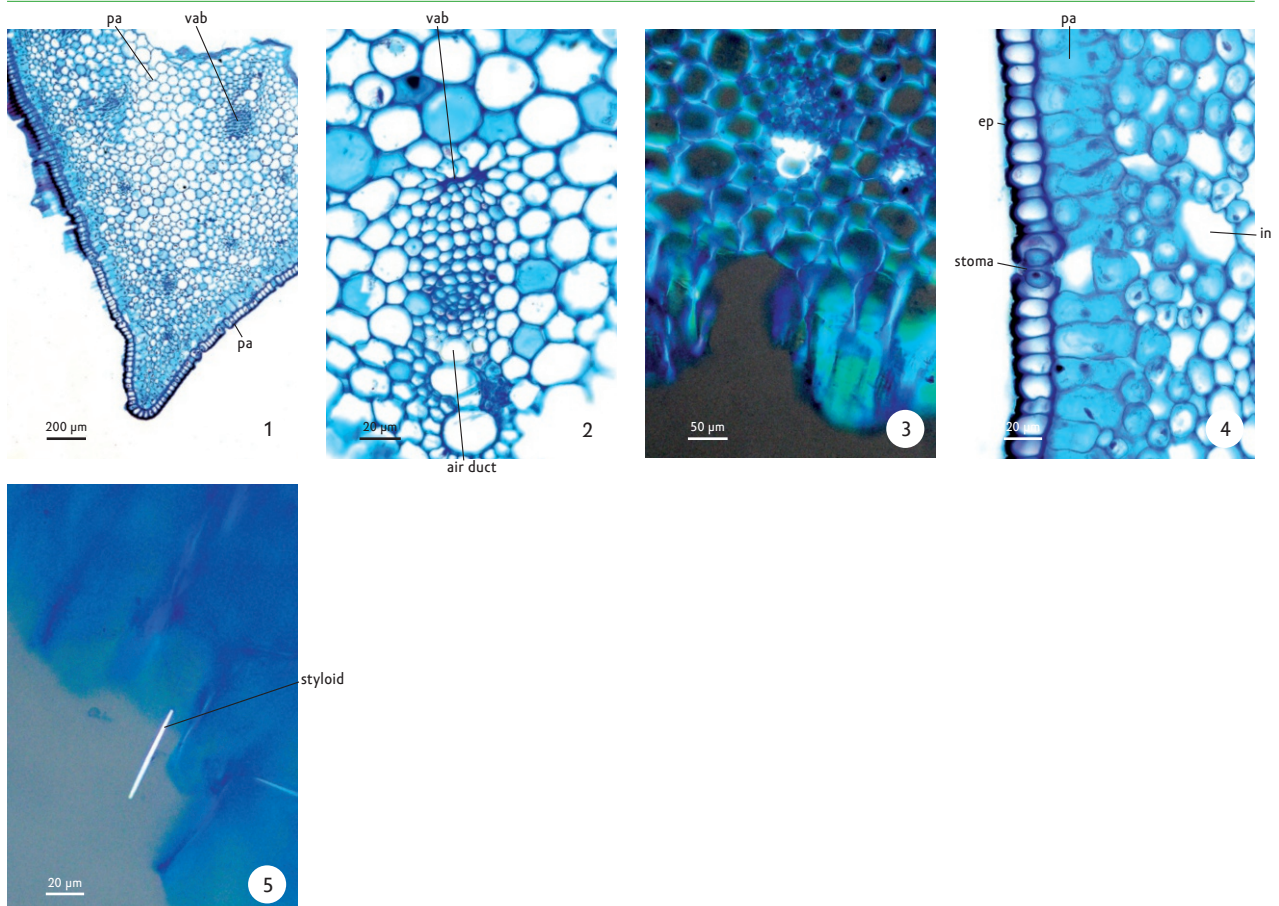 pa vab
vab
pa
ep
in
stoma
pa
200 µm 1
20 µm 2
50 µm 3
20 µm 4
air duct
styloid
20 µm 5